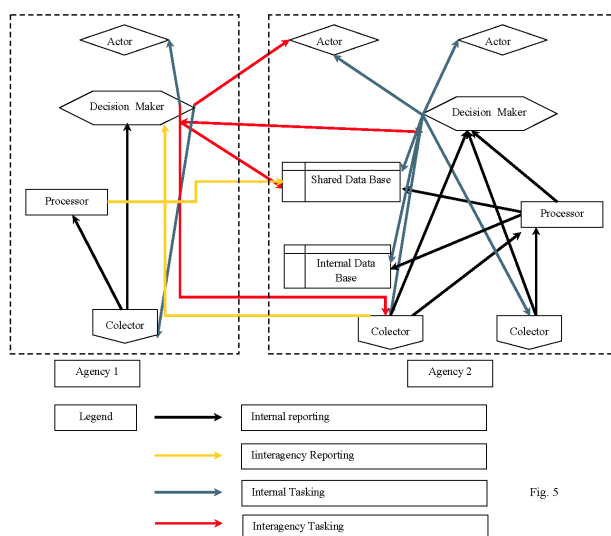 Actor
Actor
Actor
Decision Maker
Decision Maker
Shared Data Base
Processor
Processor
Internal Data
Base
Colector
Colector
Colector
Agency 1
Agency 2
Legend
Internal reporting
Iinteragency Reporting
Internal Tasking
Fig. 5
Interagency Tasking